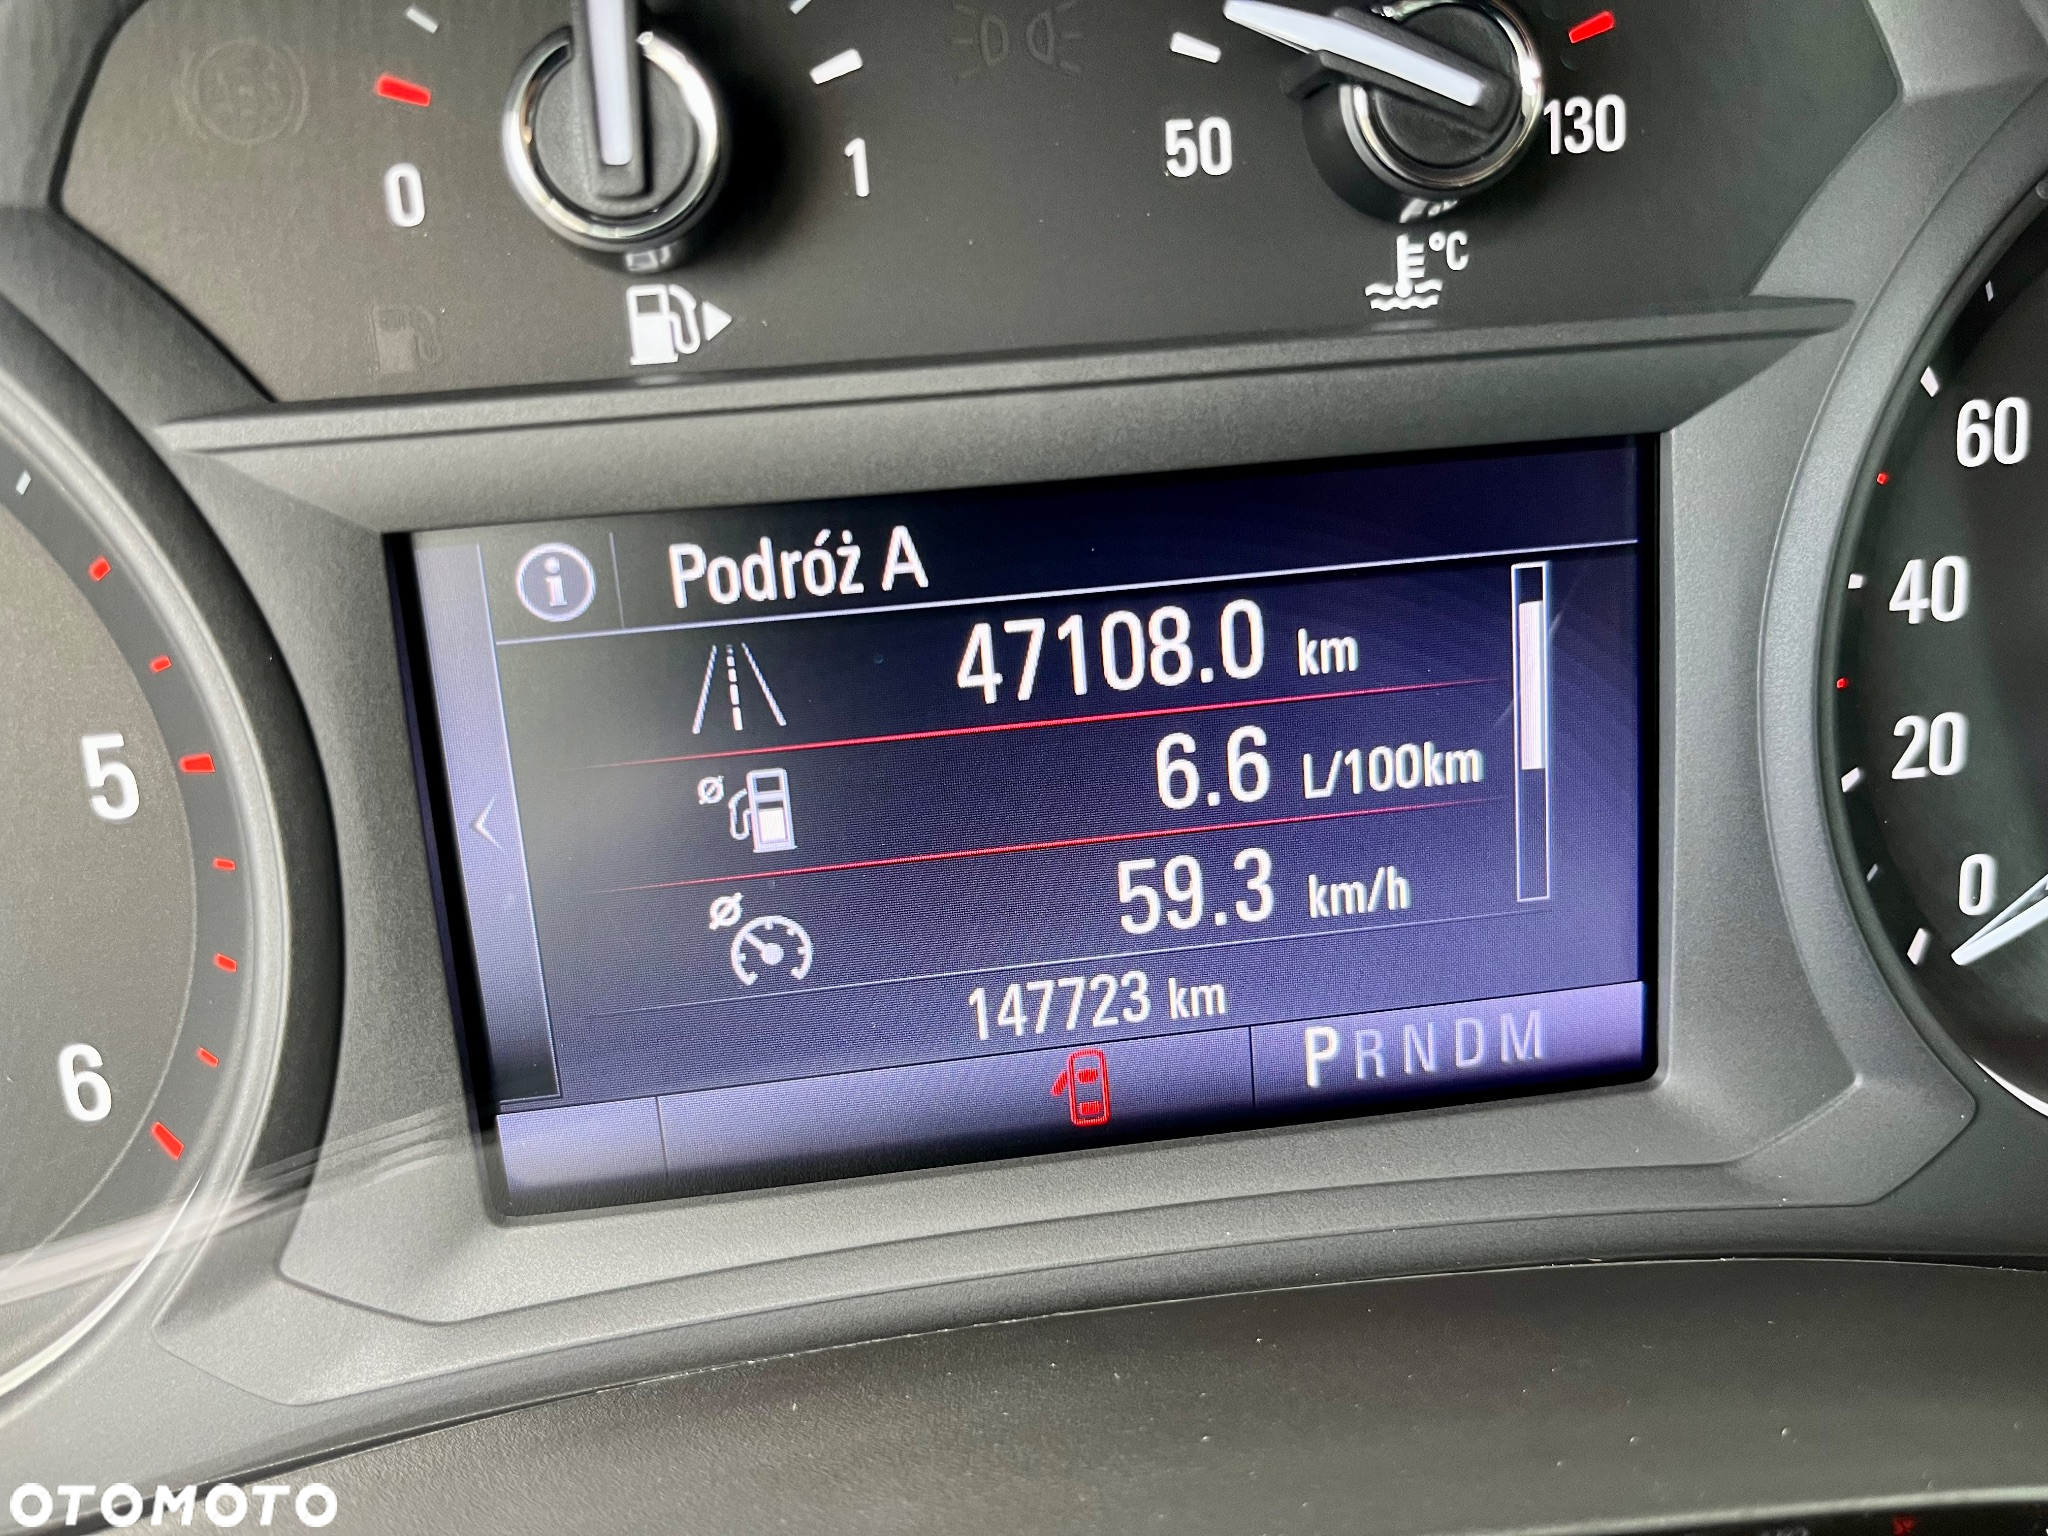 0
1
50
130
°C
Podróż A
47108.0 km
6.6 L/100km
59.3 km/h
147723 km
PRNDM
5
6
60
40
20
0
OTOMOTO